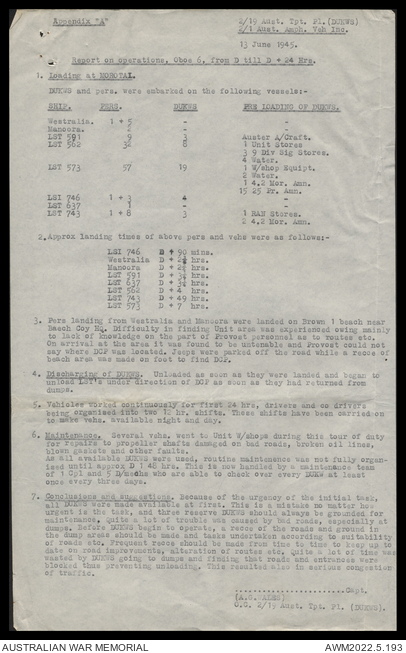 Appendix "A"
2/19 Aust. Tpt. Pl.(DUKWS)
2/1 Aust. Amph. Veh Inc.
13 June 1945.
Report on operations, Oboe 6, from D till D + 24 Hrs.
1. Loading at MOROTAI.
DUKWS and pers. were embarked on the following vessels:-
SHIP. PERS. DUKWS PRE LOADING OF DUKWS.
Westralia. 1 + 5 - -
Manoora. 2 - -
LST 591 9 3 Auster A/Craft.
LST 562 32 8 1 Unit Stores
3 9 Div Sig Stores.
4 Water.
LST 573 57 19 1 W/shop Equipt.
2 Water.
1 4.2 Mor. Amn.
15 25 Pr. Amn.
LSI 746 1 + 3 4 -
LST 637 1 - -
LST 743 1 + 8 3 1 RAN Stores.
2 4.2 Mor. Amn.
2. Approx landing times of above pers and vehs were as follows:-
LSI 746 D + 90 mins.
Westralia D + hrs.
Manoora D + hrs.
LST 591 D + hrs.
LST 637 D + hrs.
LST 562 D + 4 hrs.
LST 743 D + 49 hrs.
LST 573 D + 7 hrs.
3. Pers landing from Westralia and Manoora were landed on Brown 1 beach near
Beach Coy HQ. Difficulty in finding Unit area was experienced owing mainly
to lack of knowledge on the part of Provost personnel as to routes etc.
On arrival at the area it was found to be untenable and Provost could not
say where DCP was located. Jeeps were parked off the road while a recce of
beach area was made on foot to find DCP.
4. Discharging of DUKWS. Unloaded as soon as they were landed and began to
unload LST's under direction of DCP as soon as they had returned from
dumps.
5. Vehicles worked continuously for first 24 hrs, drivers and co drivers
being organised into two 12 hr. shifts. These shifts have been carried on
to make vehs. available night and day.
6. Maintenance. Several vehs. went to Unit W/shops during this tour of duty
for repairs to propeller shafts damaged on bad roads, broken oil lines,
blown gaskets and other faults.
As all available DUKWS were used, routine maintenance was not fully organ-
ised until approx D + 48 hrs. This is now handled by a maintenance team
of 1 Cpl and 5 D/mechs who are able to check over every DUKW at least
once every three days.
7. Conclusions and suggestions. Because of the urgency of the initial task,
all DUKWS were made available at first. This is a mistake no matter how
urgent is the task, and three reserve DUKWS should always be grounded for
maintenance. Quite a lot of trouble was caused by bad roads, especially at
dumps. Before DUKWS begin to operate, a recce of the roads and ground in
the dump areas should be made and tasks undertaken according to suitability
of roads etc. Frequent recces should be made from time to time to keep up to
date on road improvements, alteration of routes etc. Quite a lot of time was
wasted by DUKWS going to dumps and finding that roads and entrances were
blocked thus preventing unloading. This resulted also in serious congestion
of traffic.
Capt.
O.C. 2/19 Aust. Tpt. Pl. (DUKWS).
AUSTRALIAN WAR MEMORIAL
AWM2022.5.193